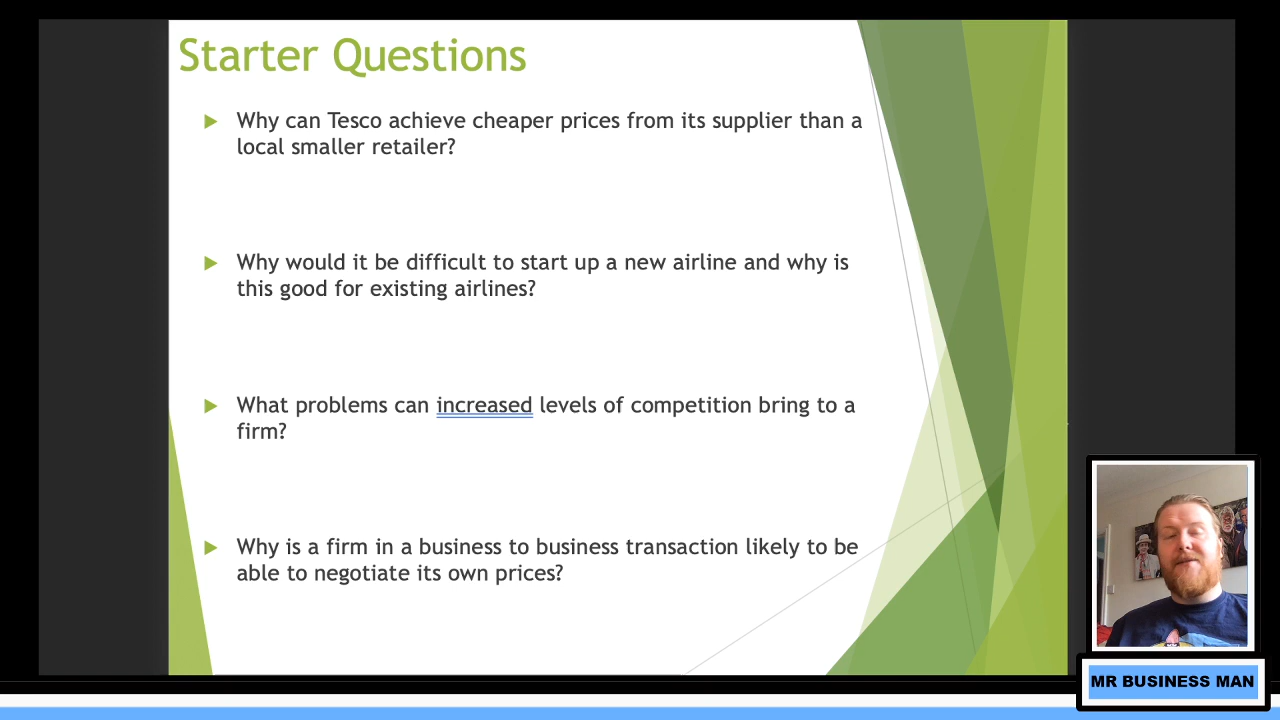 Starter Questions
Why can Tesco achieve cheaper prices from its supplier than a
local smaller retailer?
Why would it be difficult to start up a new airline and why is
this good for existing airlines?
What problems can increased levels of competition bring to a
firm?
Why is a firm in a business to business transaction likely to be
able to negotiate its own prices?
MR BUSINESS MAN